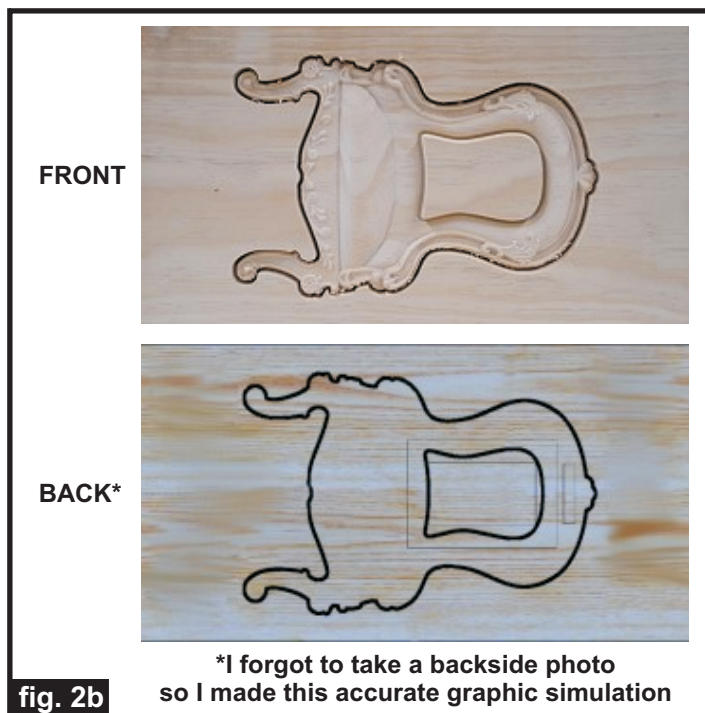 FRONT
BACK*
*I forgot to take a backside photo
so I made this accurate graphic simulation
fig. 2b